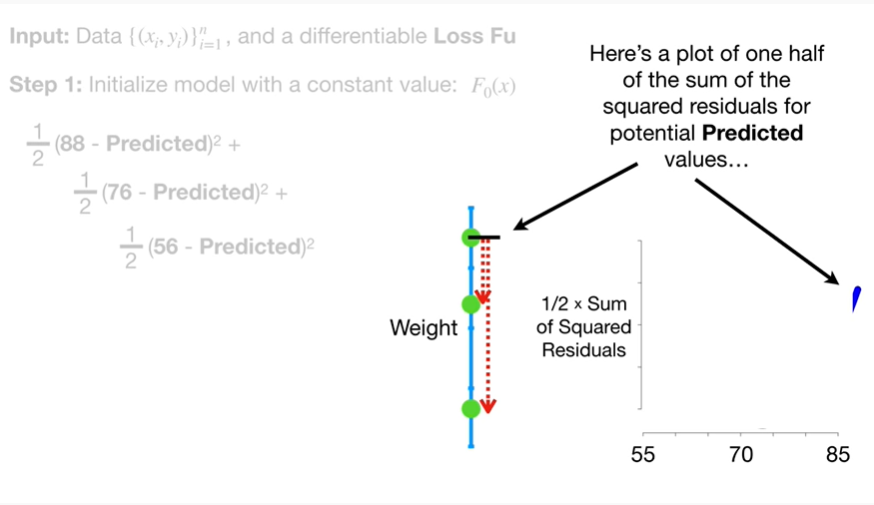 Input: Data {(xᵢ, yᵢ)}ⁿᵢ₌₁, and a differentiable Loss Fu
Step 1: Initialize model with a constant value: F₀(x)
1/2 (88 - Predicted)² +
1/2 (76 - Predicted)² +
1/2 (56 - Predicted)²
Here's a plot of one half
of the sum of the
squared residuals for
potential Predicted
values…
Weight
1/2 × Sum
of Squared
Residuals
55 70 85